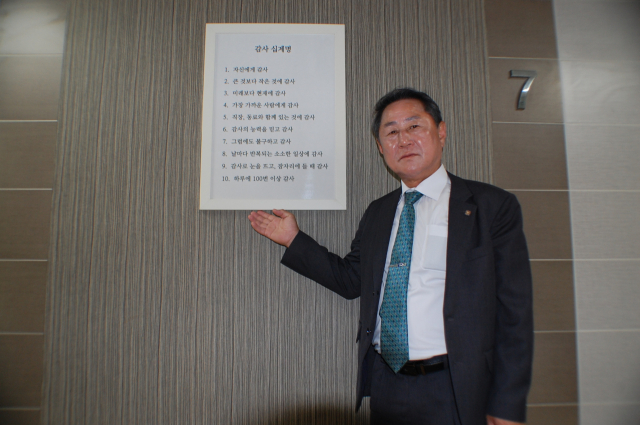 감사 십계명
1. 자신에게 감사
2. 큰 것보다 작은 것에 감사
3. 미래보다 현재에 감사
4. 가장 가까운 사람에게 감사
5. 직장, 동료와 함께 있는 것에 감사
6. 감사의 능력을 믿고 감사
7. 그럼에도 불구하고 감사
8. 날마다 반복되는 소소한 일상에 감사
9. 감사로 눈을 뜨고, 잠자리에 들 때 감사
10. 하루에 100번 이상 감사
7